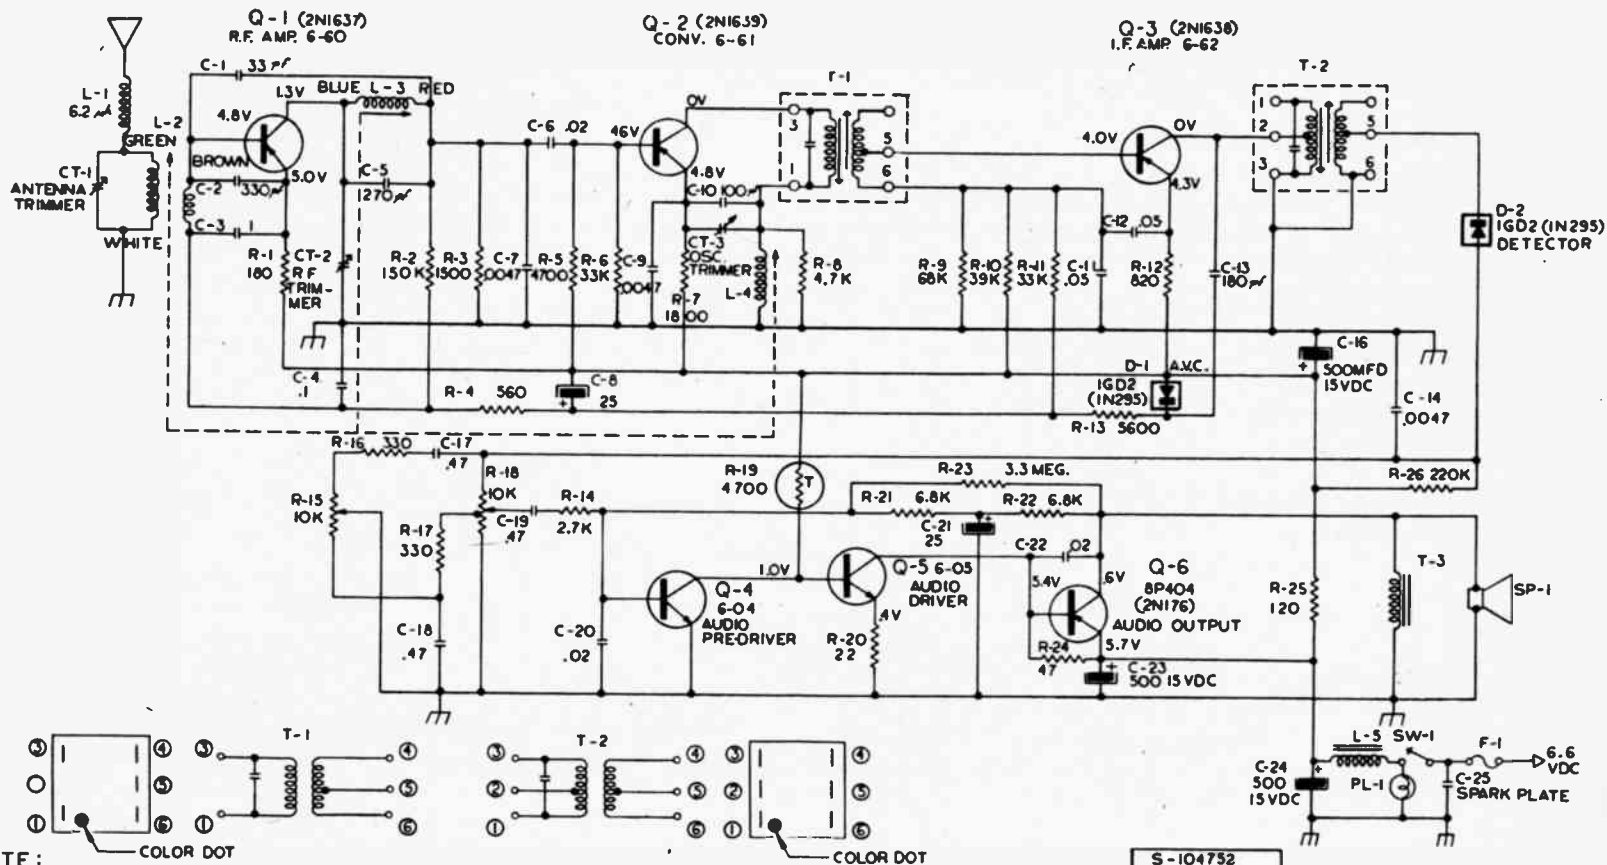 Q-1 (2N1637)
R.F. AMP. 6-60
Q-2 (2N1639)
CONV. 6-61
Q-3 (2N1638)
I.F. AMP. 6-62
C-1 33 pf
1.3V
BLUE L-3 RED
L-1
6.2
L-2
GREEN
4.8V
BROWN
C-2
330 pf
5.0V
C-5
270 pf
CT-1
ANTENNA
TRIMMER
C-3 1
WHITE
R-1
180
CT-2
RF
TRIM-
MER
R-2
150K
R-3
1500
C-7
.0047
R-5
4700
R-6
33K
C-9
.0047
C-6 .02
46V
0V
4.8V
C-10 100
CT-3
OSC.
TRIMMER
L-4
R-7
1800
R-8
4.7K
T-1
3
1
5
6
R-9
68K
R-10
39K
R-11
33K
C-11
.05
4.0V
0V
4.3V
C-12 .05
R-12
820
C-13
180 pf
T-2
1
2
3
5
6
D-2
1GD2 (1N295)
DETECTOR
C-4
.1
R-4 560
C-8
25
D-1 A.V.C.
1GD2
(1N295)
R-13 5600
C-16
500MFD
15VDC
C-14
.0047
R-16 330
C-17
.47
R-15
10K
R-18
10K
R-17
330
C-19
.47
R-14
2.7K
R-19
4700
T
R-23 3.3 MEG.
R-21 6.8K
R-22 6.8K
C-21
25
R-26 220K
C-18
.47
C-20
.02
1.0V
Q-4
6-04
AUDIO
PRE-DRIVER
Q-5 6-05
AUDIO
DRIVER
.4V
R-20
22
C-22 .02
5.4V
.6V
Q-6
8P404
(2N176)
AUDIO OUTPUT
5.7V
R-24
47
C-23
500 15VDC
R-25
120
T-3
SP-1
L-5 SW-1 F-1
6.6
VDC
C-24
500
15VDC
PL-1
C-25
SPARK PLATE
3
1
4
5
6
T-1
3
1
4
5
6
COLOR DOT
T-2
3
2
1
4
5
6
3
2
1
4
5
6
COLOR DOT
S-104752